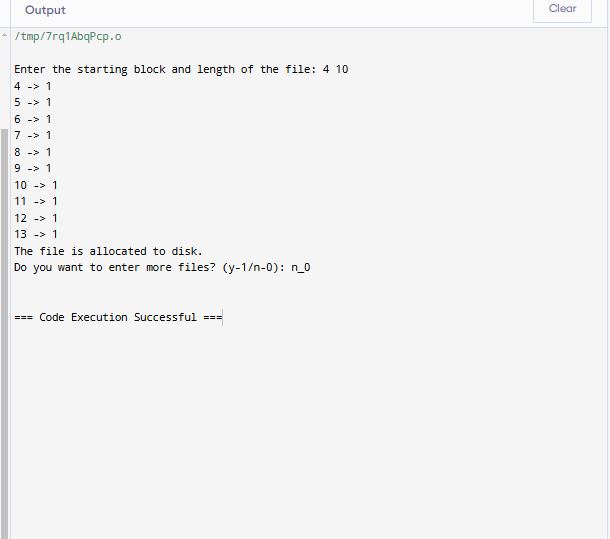 Output
Clear
/tmp/7rq1AbqPcp.o
Enter the starting block and length of the file: 4 10
4 -> 1
5 -> 1
6 -> 1
7 -> 1
8 -> 1
9 -> 1
10 -> 1
11 -> 1
12 -> 1
13 -> 1
The file is allocated to disk.
Do you want to enter more files? (y-1/n-0): n_0
=== Code Execution Successful ===